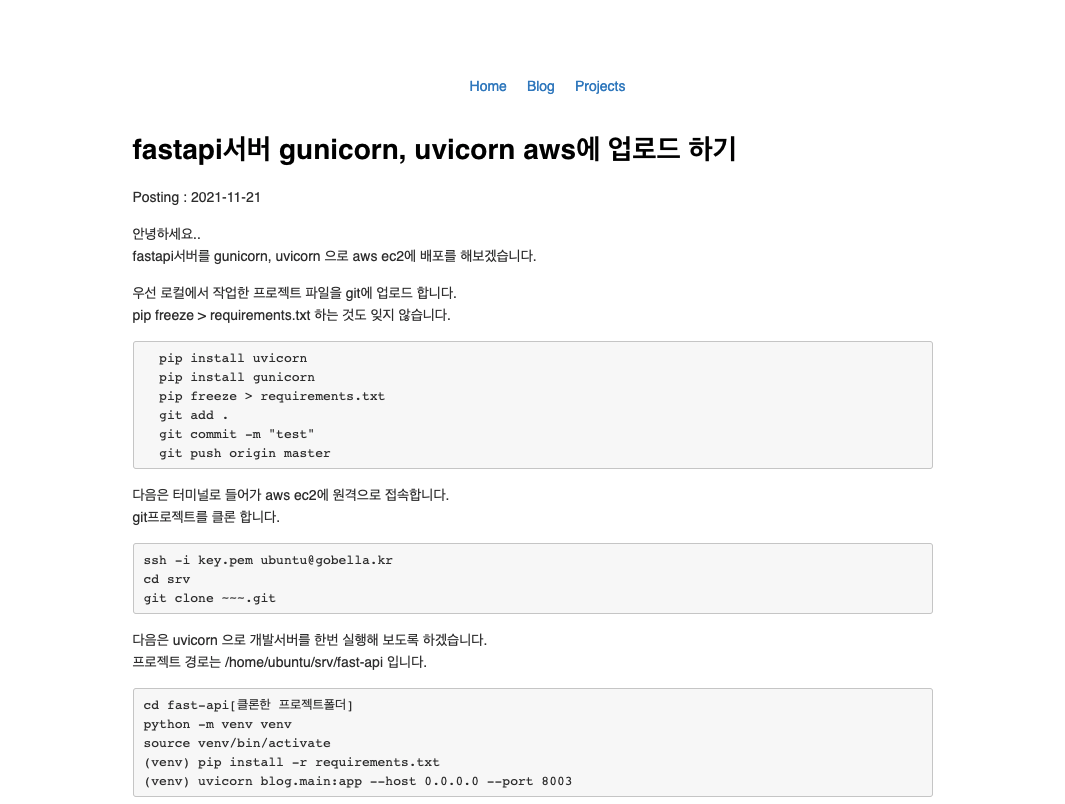 Home Blog Projects
fastapi서버 gunicorn, uvicorn aws에 업로드 하기
Posting : 2021-11-21
안녕하세요..
fastapi서버를 gunicorn, uvicorn 으로 aws ec2에 배포를 해보겠습니다.
우선 로컬에서 작업한 프로젝트 파일을 git에 업로드 합니다.
pip freeze > requirements.txt 하는 것도 잊지 않습니다.
pip install uvicorn
pip install gunicorn
pip freeze > requirements.txt
git add .
git commit -m "test"
git push origin master
다음은 터미널로 들어가 aws ec2에 원격으로 접속합니다.
git프로젝트를 클론 합니다.
ssh -i key.pem ubuntu@gobella.kr
cd srv
git clone ~~~.git
다음은 uvicorn 으로 개발서버를 한번 실행해 보도록 하겠습니다.
프로젝트 경로는 /home/ubuntu/srv/fast-api 입니다.
cd fast-api[클론한 프로젝트폴더]
python -m venv venv
source venv/bin/activate
(venv) pip install -r requirements.txt
(venv) uvicorn blog.main:app --host 0.0.0.0 --port 8003